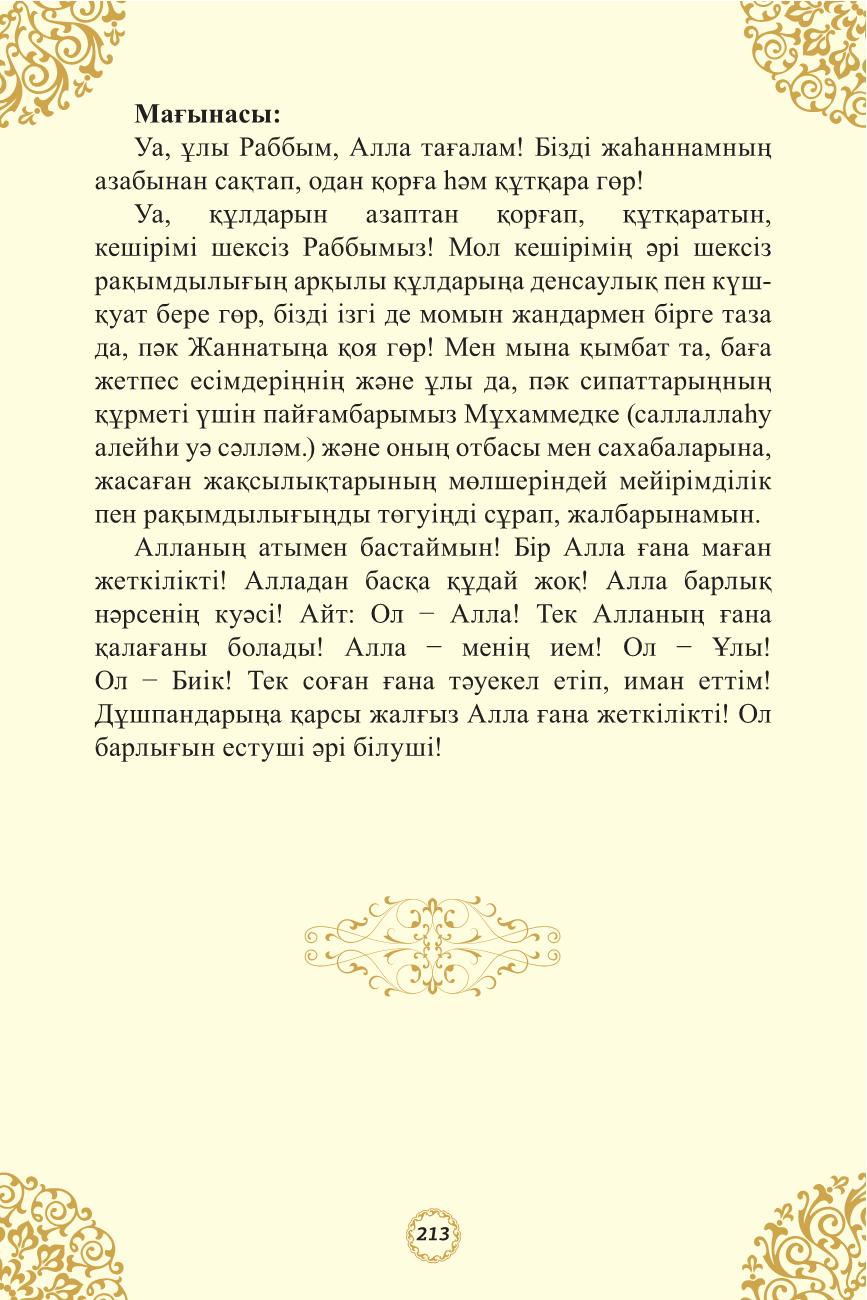 Мағынасы:
Уа, ұлы Раббым, Алла тағалам! Бізді жаһаннамның
азабынан сақтап, одан қорға һәм құтқара гөр!
Уа, құлдарын азаптан қорғап, құтқаратын,
кешірімі шексіз Раббымыз! Мол кешірімің әрі шексіз
рақымдылығың арқылы құлдарыңа денсаулық пен күш-
қуат бере гөр, бізді ізгі де момын жандармен бірге таза
да, пәк Жаннатыңа қоя гөр! Мен мына қымбат та, баға
жетпес есімдеріңнің және ұлы да, пәк сипаттарыңның
құрметі үшін пайғамбарымыз Мұхаммедке (саллаллаһу
алейһи уә сәлләм.) және оның отбасы мен сахабаларына,
жасаған жақсылықтарының мөлшеріндей мейірімділік
пен рақымдылығыңды төгуіңді сұрап, жалбарынамын.
Алланың атымен бастаймын! Бір Алла ғана маған
жеткілікті! Алладан басқа құдай жоқ! Алла барлық
нәрсенің куәсі! Айт: Ол − Алла! Тек Алланың ғана
қалағаны болады! Алла − менің ием! Ол − Ұлы!
Ол − Биік! Тек соған ғана тәуекел етіп, иман еттім!
Дұшпандарыңа қарсы жалғыз Алла ғана жеткілікті! Ол
барлығын естуші әрі білуші!
213